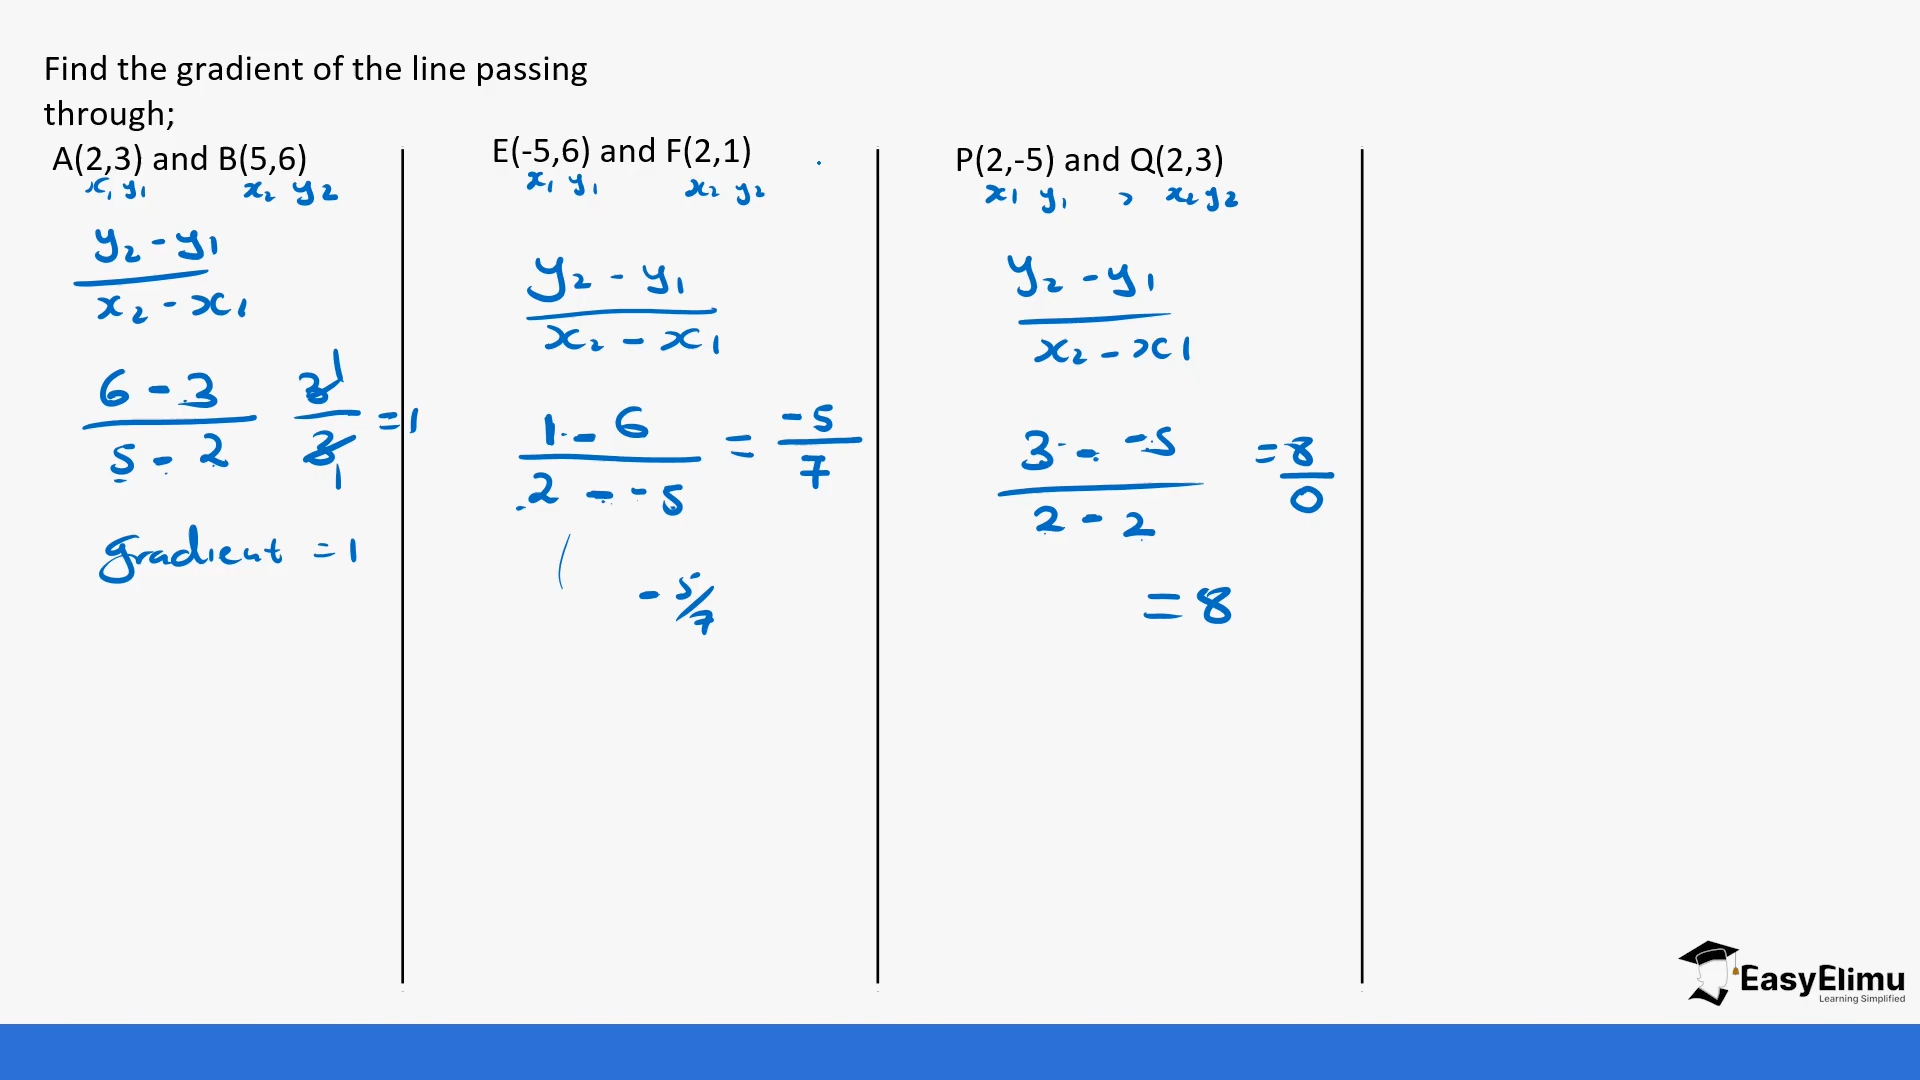 Find the gradient of the line passing
through;
A(2,3) and B(5,6)
x₁ y₁ x₂ y₂
y₂ - y₁
x₂ - x₁
6 - 3
5 - 2
3 1
3 1
= 1
gradient = 1
E(-5,6) and F(2,1)
x₁ y₁ x₂ y₂
y₂ - y₁
x₂ - x₁
1 - 6
2 - -5
= -5
7
- 5/7
P(2,-5) and Q(2,3)
x₁ y₁ , x₂ y₂
y₂ - y₁
x₂ - x₁
3 - -5
2 - 2
= 8
0
= 8
EasyElimu
Learning Simplified